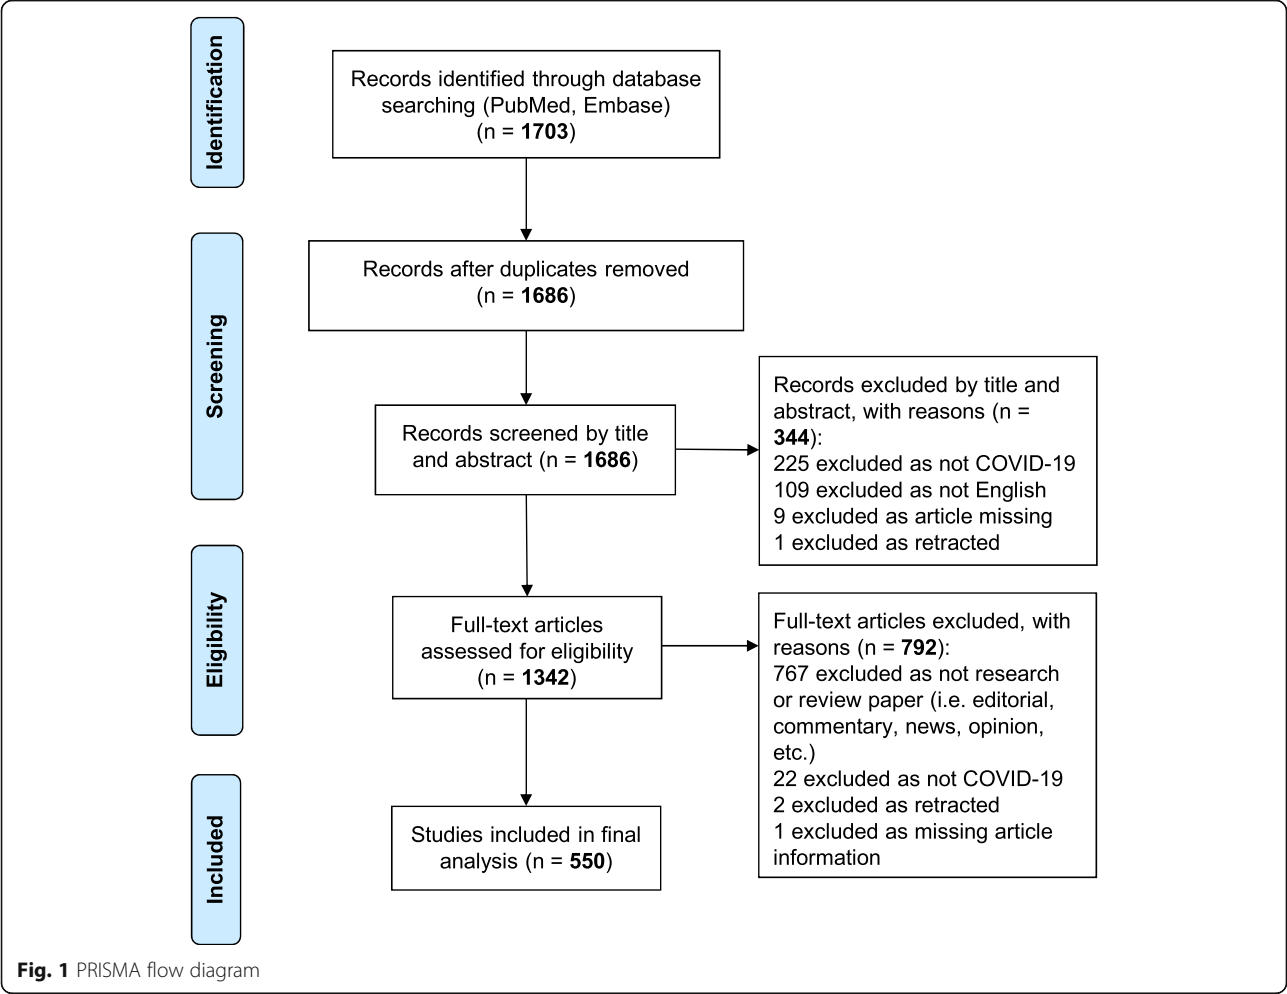 Identification
Records identified through database
searching (PubMed, Embase)
(n = 1703)
Screening
Records after duplicates removed
(n = 1686)
Records screened by title
and abstract (n = 1686)
Records excluded by title and
abstract, with reasons (n =
344):
225 excluded as not COVID-19
109 excluded as not English
9 excluded as article missing
1 excluded as retracted
Eligibility
Full-text articles
assessed for eligibility
(n = 1342)
Full-text articles excluded, with
reasons (n = 792):
767 excluded as not research
or review paper (i.e. editorial,
commentary, news, opinion,
etc.)
22 excluded as not COVID-19
2 excluded as retracted
1 excluded as missing article
information
Included
Studies included in final
analysis (n = 550)
Fig. 1 PRISMA flow diagram